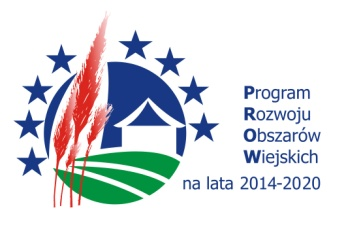 Program
Rozwoju
Obszarów
Wiejskich
na lata 2014-2020